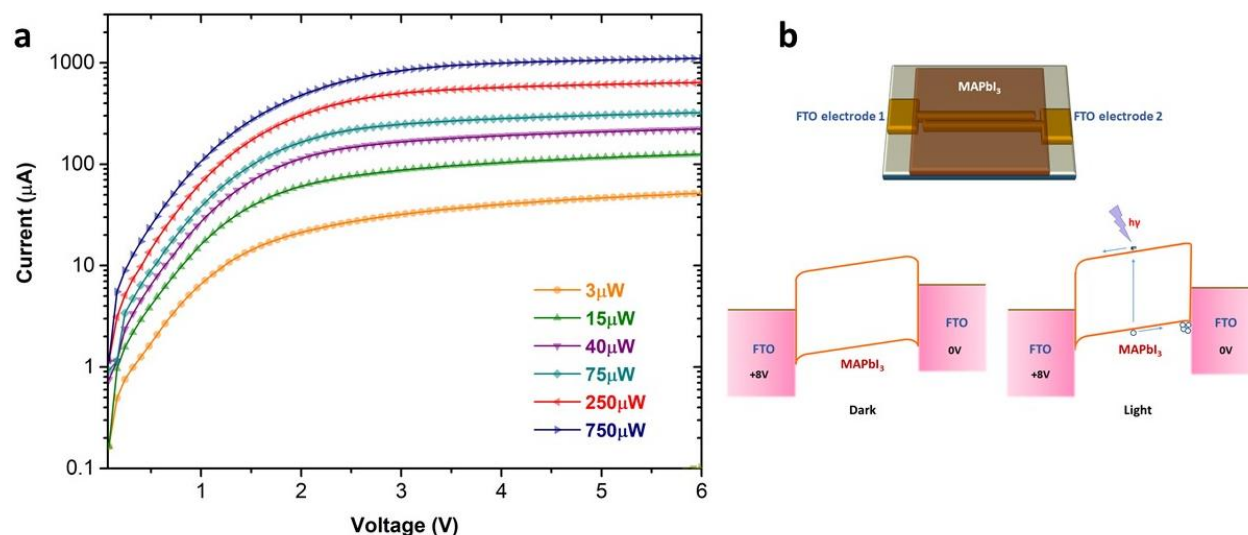 a
1000
100
10
1
0.1
Current (μA)
1
2
3
4
5
6
Voltage (V)
3μW
15μW
40μW
75μW
250μW
750μW
b
MAPbI₃
FTO electrode 1
FTO electrode 2
FTO
+8V
MAPbI₃
FTO
0V
Dark
hγ
FTO
+8V
MAPbI₃
FTO
0V
Light